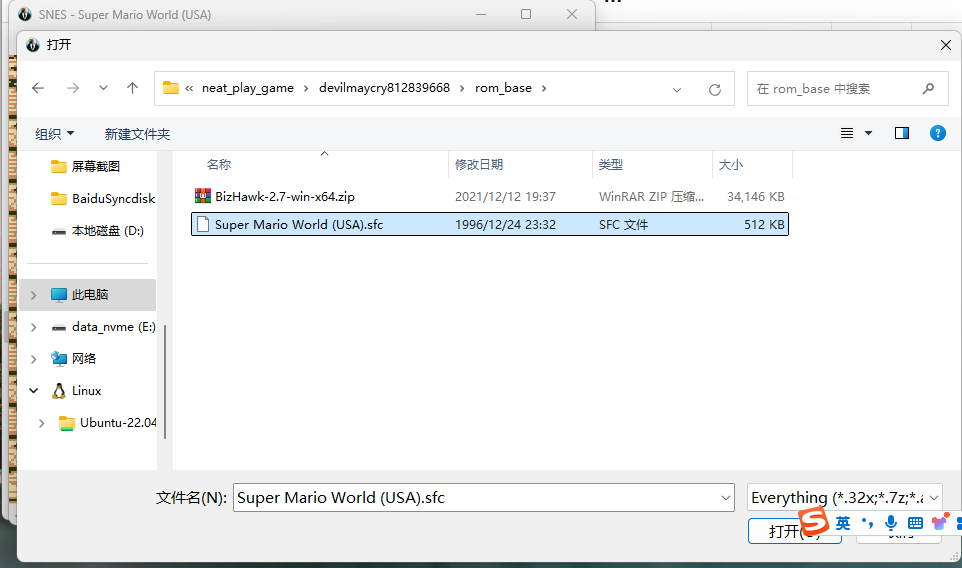 SNES - Super Mario World (USA)
打开
« neat_play_game > devilmaycry812839668 > rom_base >
在 rom_base 中搜索
组织 新建文件夹
名称 修改日期 类型 大小
屏幕截图
BaiduSyncdisk
本地磁盘 (D:)
此电脑
data_nvme (E:)
网络
Linux
Ubuntu-22.04
BizHawk-2.7-win-x64.zip 2021/12/12 19:37 WinRAR ZIP 压缩... 34,146 KB
Super Mario World (USA).sfc 1996/12/24 23:32 SFC 文件 512 KB
文件名(N): Super Mario World (USA).sfc Everything (*.32x;*.7z;*.a
打开(O)
英